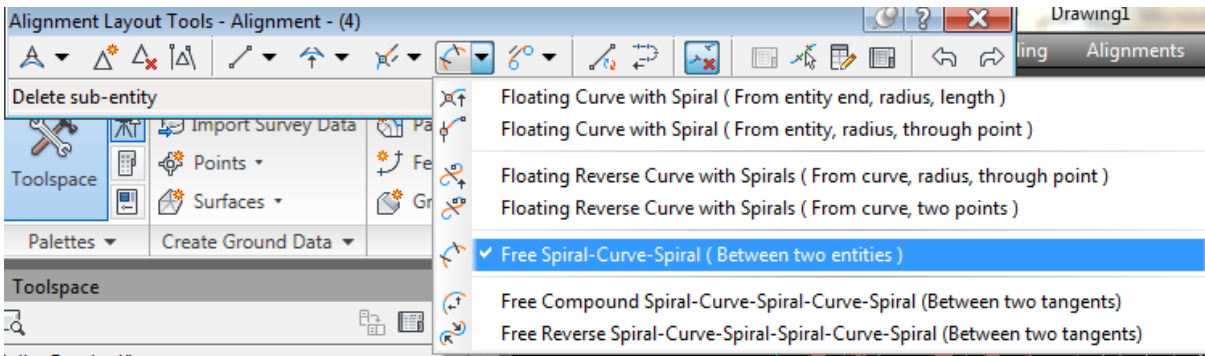 Alignment Layout Tools - Alignment - (4)
Drawing1
Alignments
Delete sub-entity
Floating Curve with Spiral ( From entity end, radius, length )
Floating Curve with Spiral ( From entity, radius, through point )
Floating Reverse Curve with Spirals ( From curve, radius, through point )
Floating Reverse Curve with Spirals ( From curve, two points )
Free Spiral-Curve-Spiral ( Between two entities )
Free Compound Spiral-Curve-Spiral-Curve-Spiral (Between two tangents)
Free Reverse Spiral-Curve-Spiral-Spiral-Curve-Spiral (Between two tangents)
Import Survey Data
Pa
Toolspace
Points
Fe
Surfaces
Gr
Palettes
Create Ground Data
Toolspace